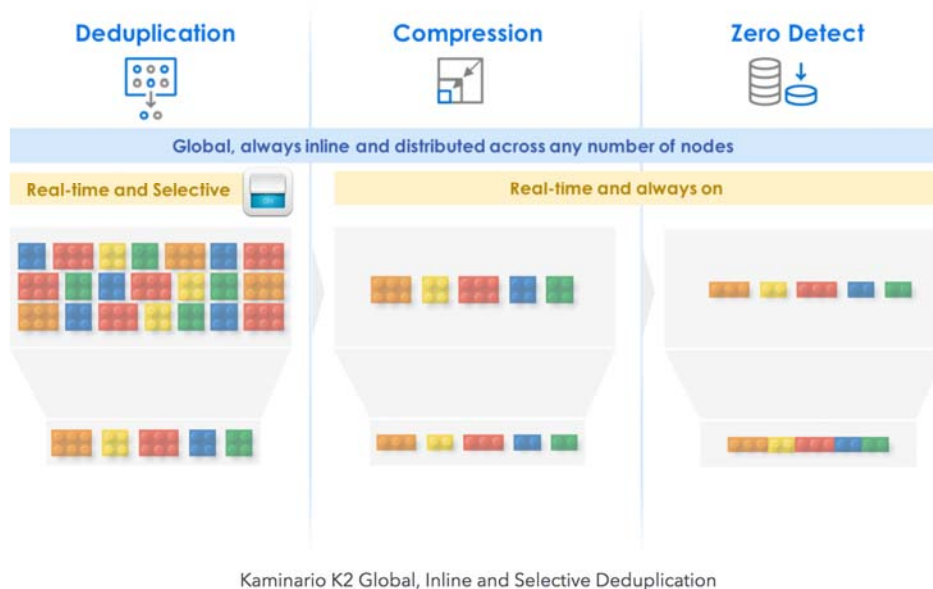 Deduplication
Compression
Zero Detect
Global, always inline and distributed across any number of nodes
Real-time and Selective
Real-time and always on
Kaminario K2 Global, Inline and Selective Deduplication